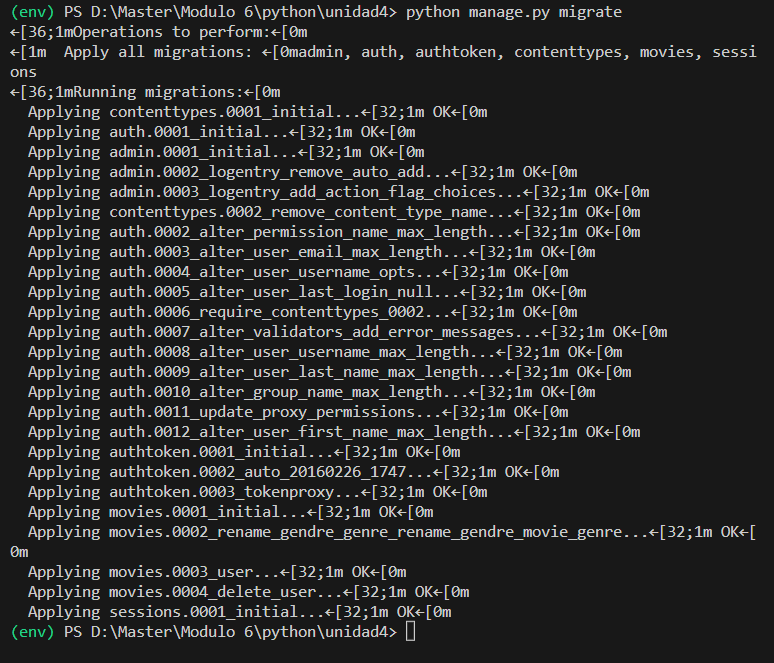 (env) PS D:\Master\Modulo 6\python\unidad4> python manage.py migrate
←[36;1mOperations to perform:←[0m
←[1m  Apply all migrations: ←[0madmin, auth, authtoken, contenttypes, movies, sessi
ons
←[36;1mRunning migrations:←[0m
  Applying contenttypes.0001_initial...←[32;1m OK←[0m
  Applying auth.0001_initial...←[32;1m OK←[0m
  Applying admin.0001_initial...←[32;1m OK←[0m
  Applying admin.0002_logentry_remove_auto_add...←[32;1m OK←[0m
  Applying admin.0003_logentry_add_action_flag_choices...←[32;1m OK←[0m
  Applying contenttypes.0002_remove_content_type_name...←[32;1m OK←[0m
  Applying auth.0002_alter_permission_name_max_length...←[32;1m OK←[0m
  Applying auth.0003_alter_user_email_max_length...←[32;1m OK←[0m
  Applying auth.0004_alter_user_username_opts...←[32;1m OK←[0m
  Applying auth.0005_alter_user_last_login_null...←[32;1m OK←[0m
  Applying auth.0006_require_contenttypes_0002...←[32;1m OK←[0m
  Applying auth.0007_alter_validators_add_error_messages...←[32;1m OK←[0m
  Applying auth.0008_alter_user_username_max_length...←[32;1m OK←[0m
  Applying auth.0009_alter_user_last_name_max_length...←[32;1m OK←[0m
  Applying auth.0010_alter_group_name_max_length...←[32;1m OK←[0m
  Applying auth.0011_update_proxy_permissions...←[32;1m OK←[0m
  Applying auth.0012_alter_user_first_name_max_length...←[32;1m OK←[0m
  Applying authtoken.0001_initial...←[32;1m OK←[0m
  Applying authtoken.0002_auto_20160226_1747...←[32;1m OK←[0m
  Applying authtoken.0003_tokenproxy...←[32;1m OK←[0m
  Applying movies.0001_initial...←[32;1m OK←[0m
  Applying movies.0002_rename_gendre_genre_rename_gendre_movie_genre...←[32;1m OK←[
0m
  Applying movies.0003_user...←[32;1m OK←[0m
  Applying movies.0004_delete_user...←[32;1m OK←[0m
  Applying sessions.0001_initial...←[32;1m OK←[0m
(env) PS D:\Master\Modulo 6\python\unidad4>